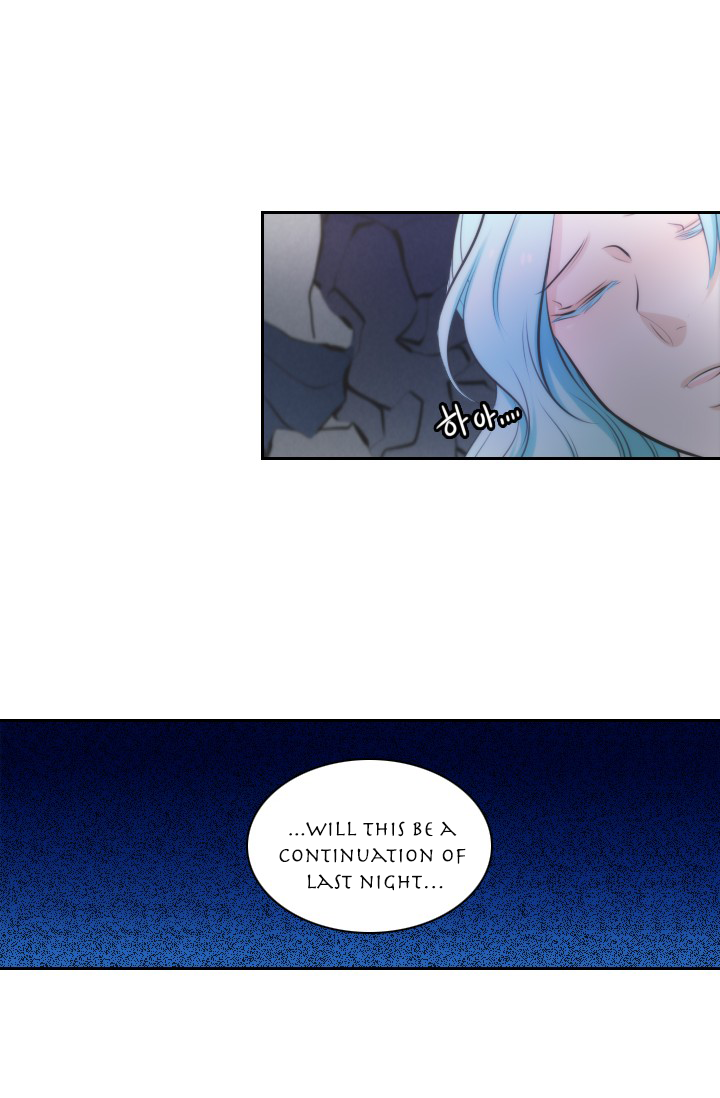 하아....
...WILL THIS BE A
CONTINUATION OF
LAST NIGHT...